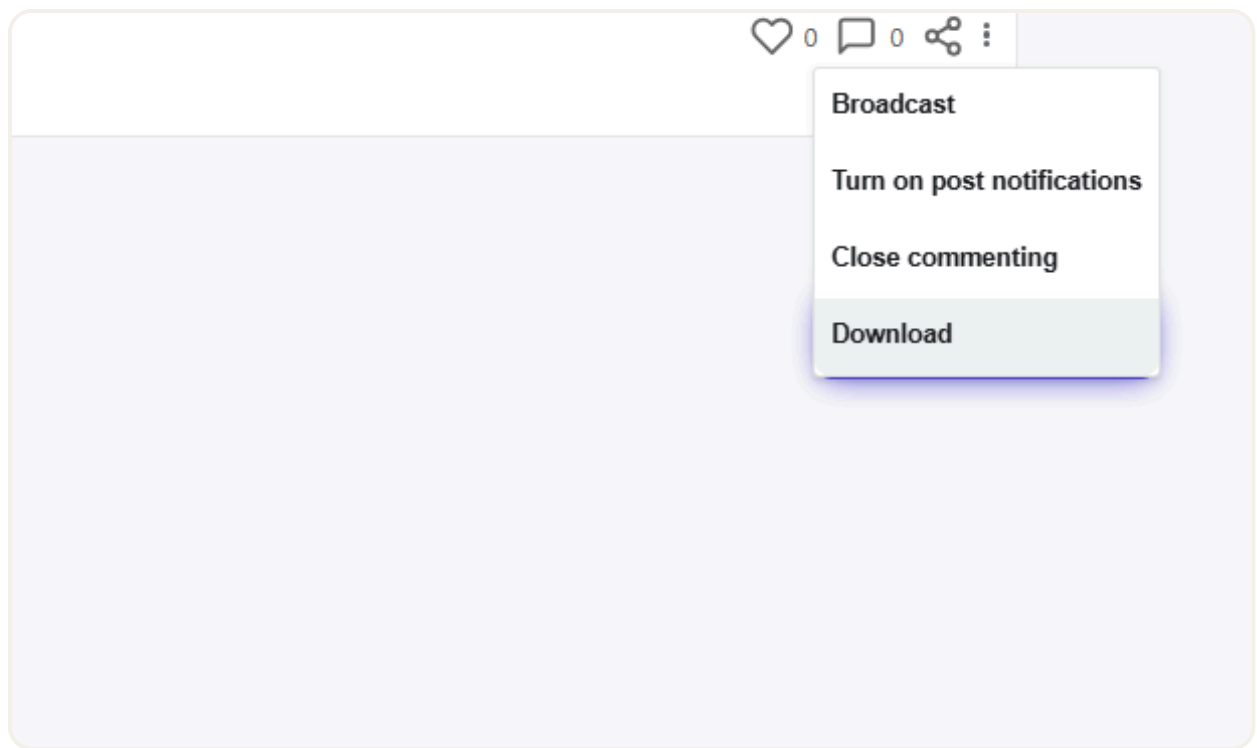 0 0
Broadcast
Turn on post notifications
Close commenting
Download